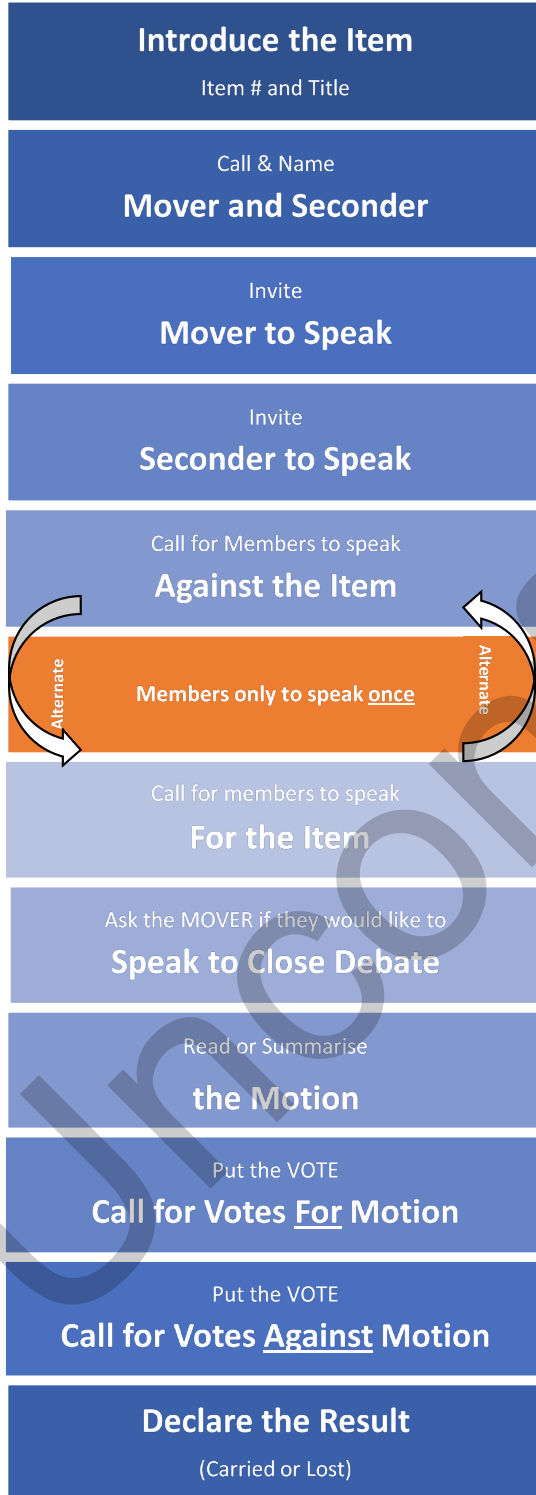 Introduce the Item
Item # and Title
Call & Name
Mover and Seconder
Invite
Mover to Speak
Invite
Seconder to Speak
Call for Members to speak
Against the Item
Alternate
Members only to speak once
Alternate
Call for members to speak
For the Item
Ask the MOVER if they would like to
Speak to Close Debate
Read or Summarise
the Motion
Put the VOTE
Call for Votes For Motion
Put the VOTE
Call for Votes Against Motion
Declare the Result
(Carried or Lost)